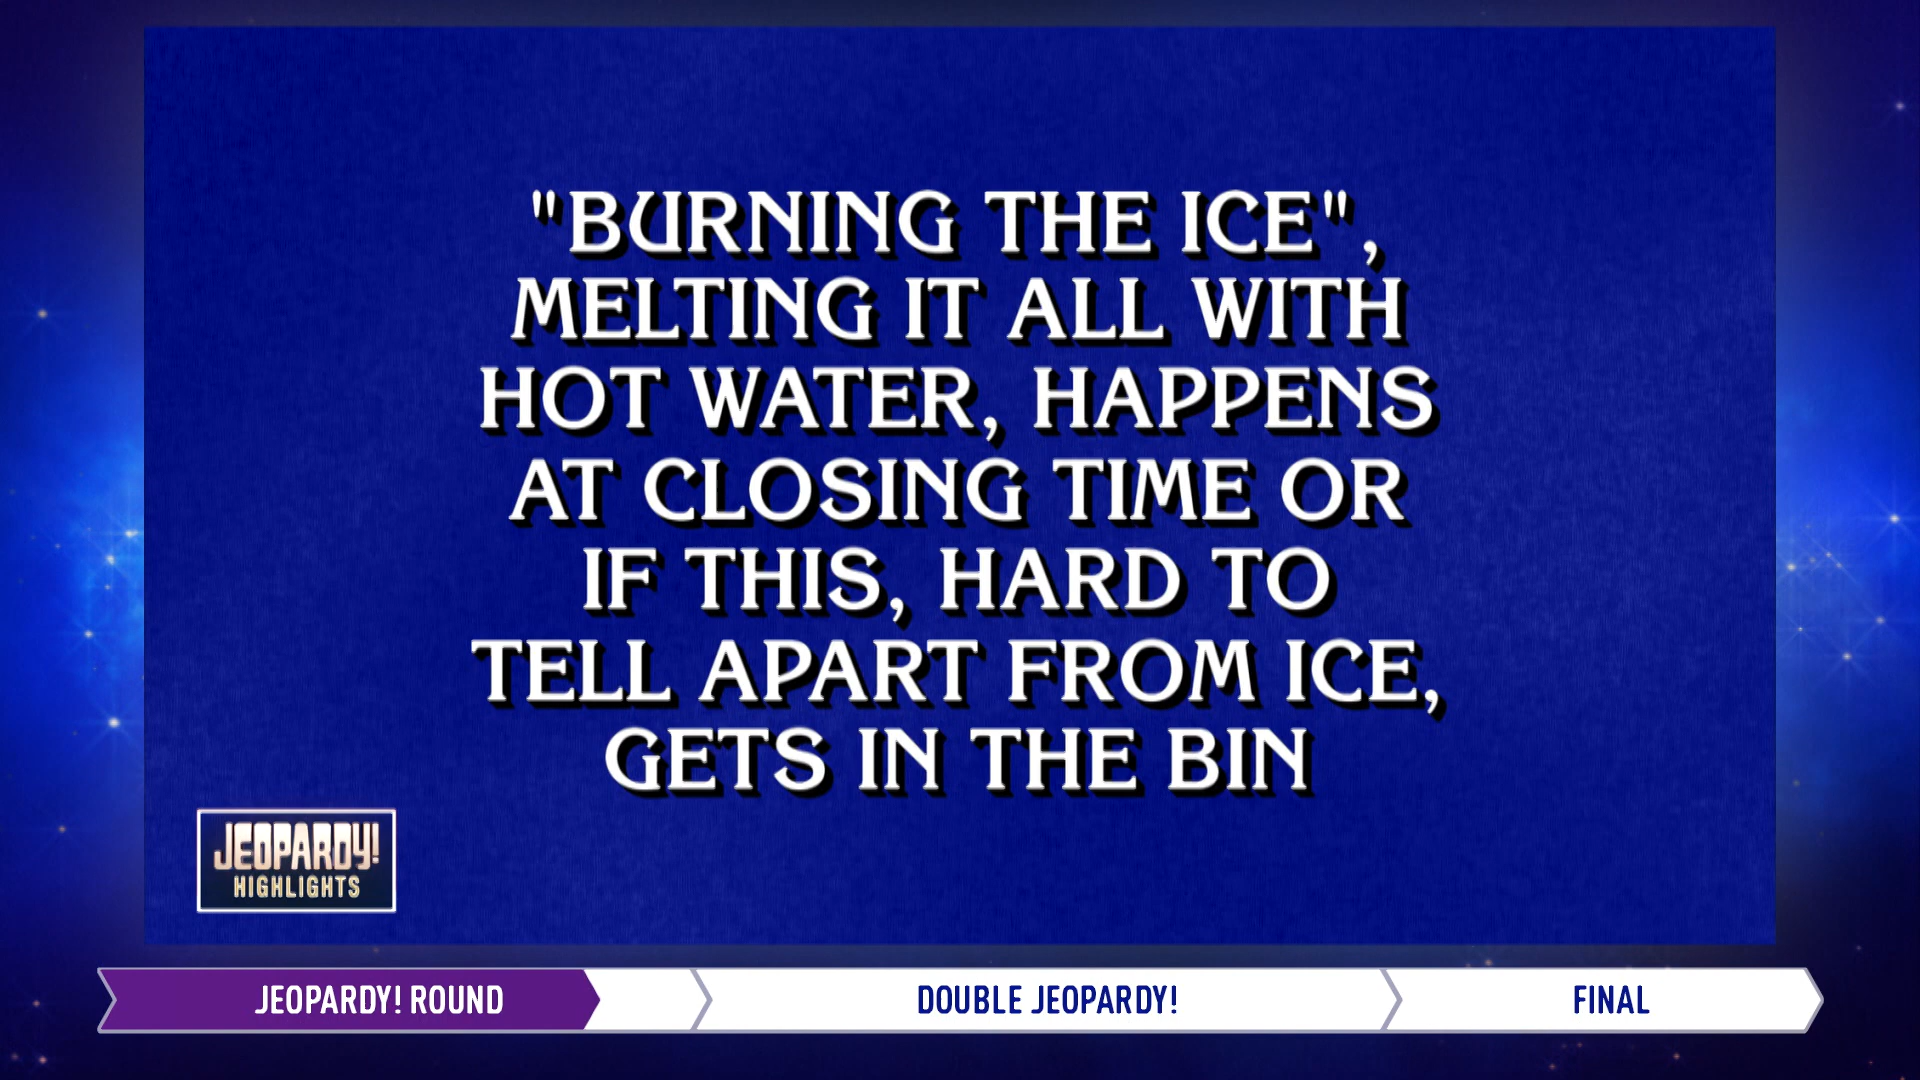 "BURNING THE ICE",
MELTING IT ALL WITH
HOT WATER, HAPPENS
AT CLOSING TIME OR
IF THIS, HARD TO
TELL APART FROM ICE,
GETS IN THE BIN
JEOPARDY!
HIGHLIGHTS
JEOPARDY! ROUND
DOUBLE JEOPARDY!
FINAL